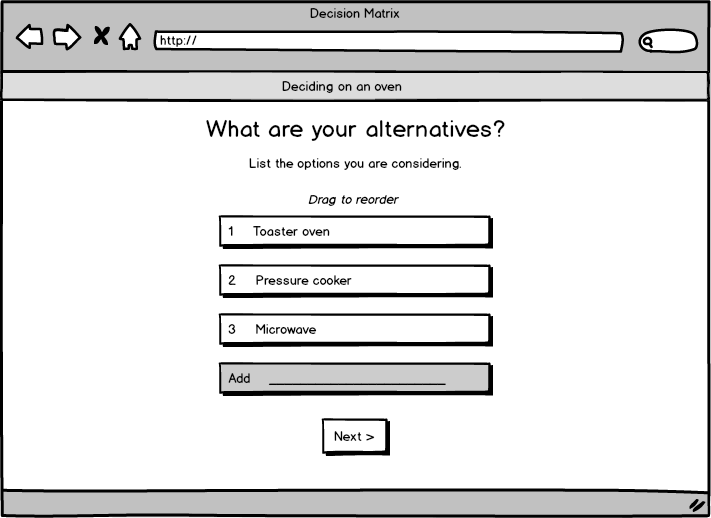 Decision Matrix
http://
Deciding on an oven
What are your alternatives?
List the options you are considering.
Drag to reorder
1 Toaster oven
2 Pressure cooker
3 Microwave
Add
Next >